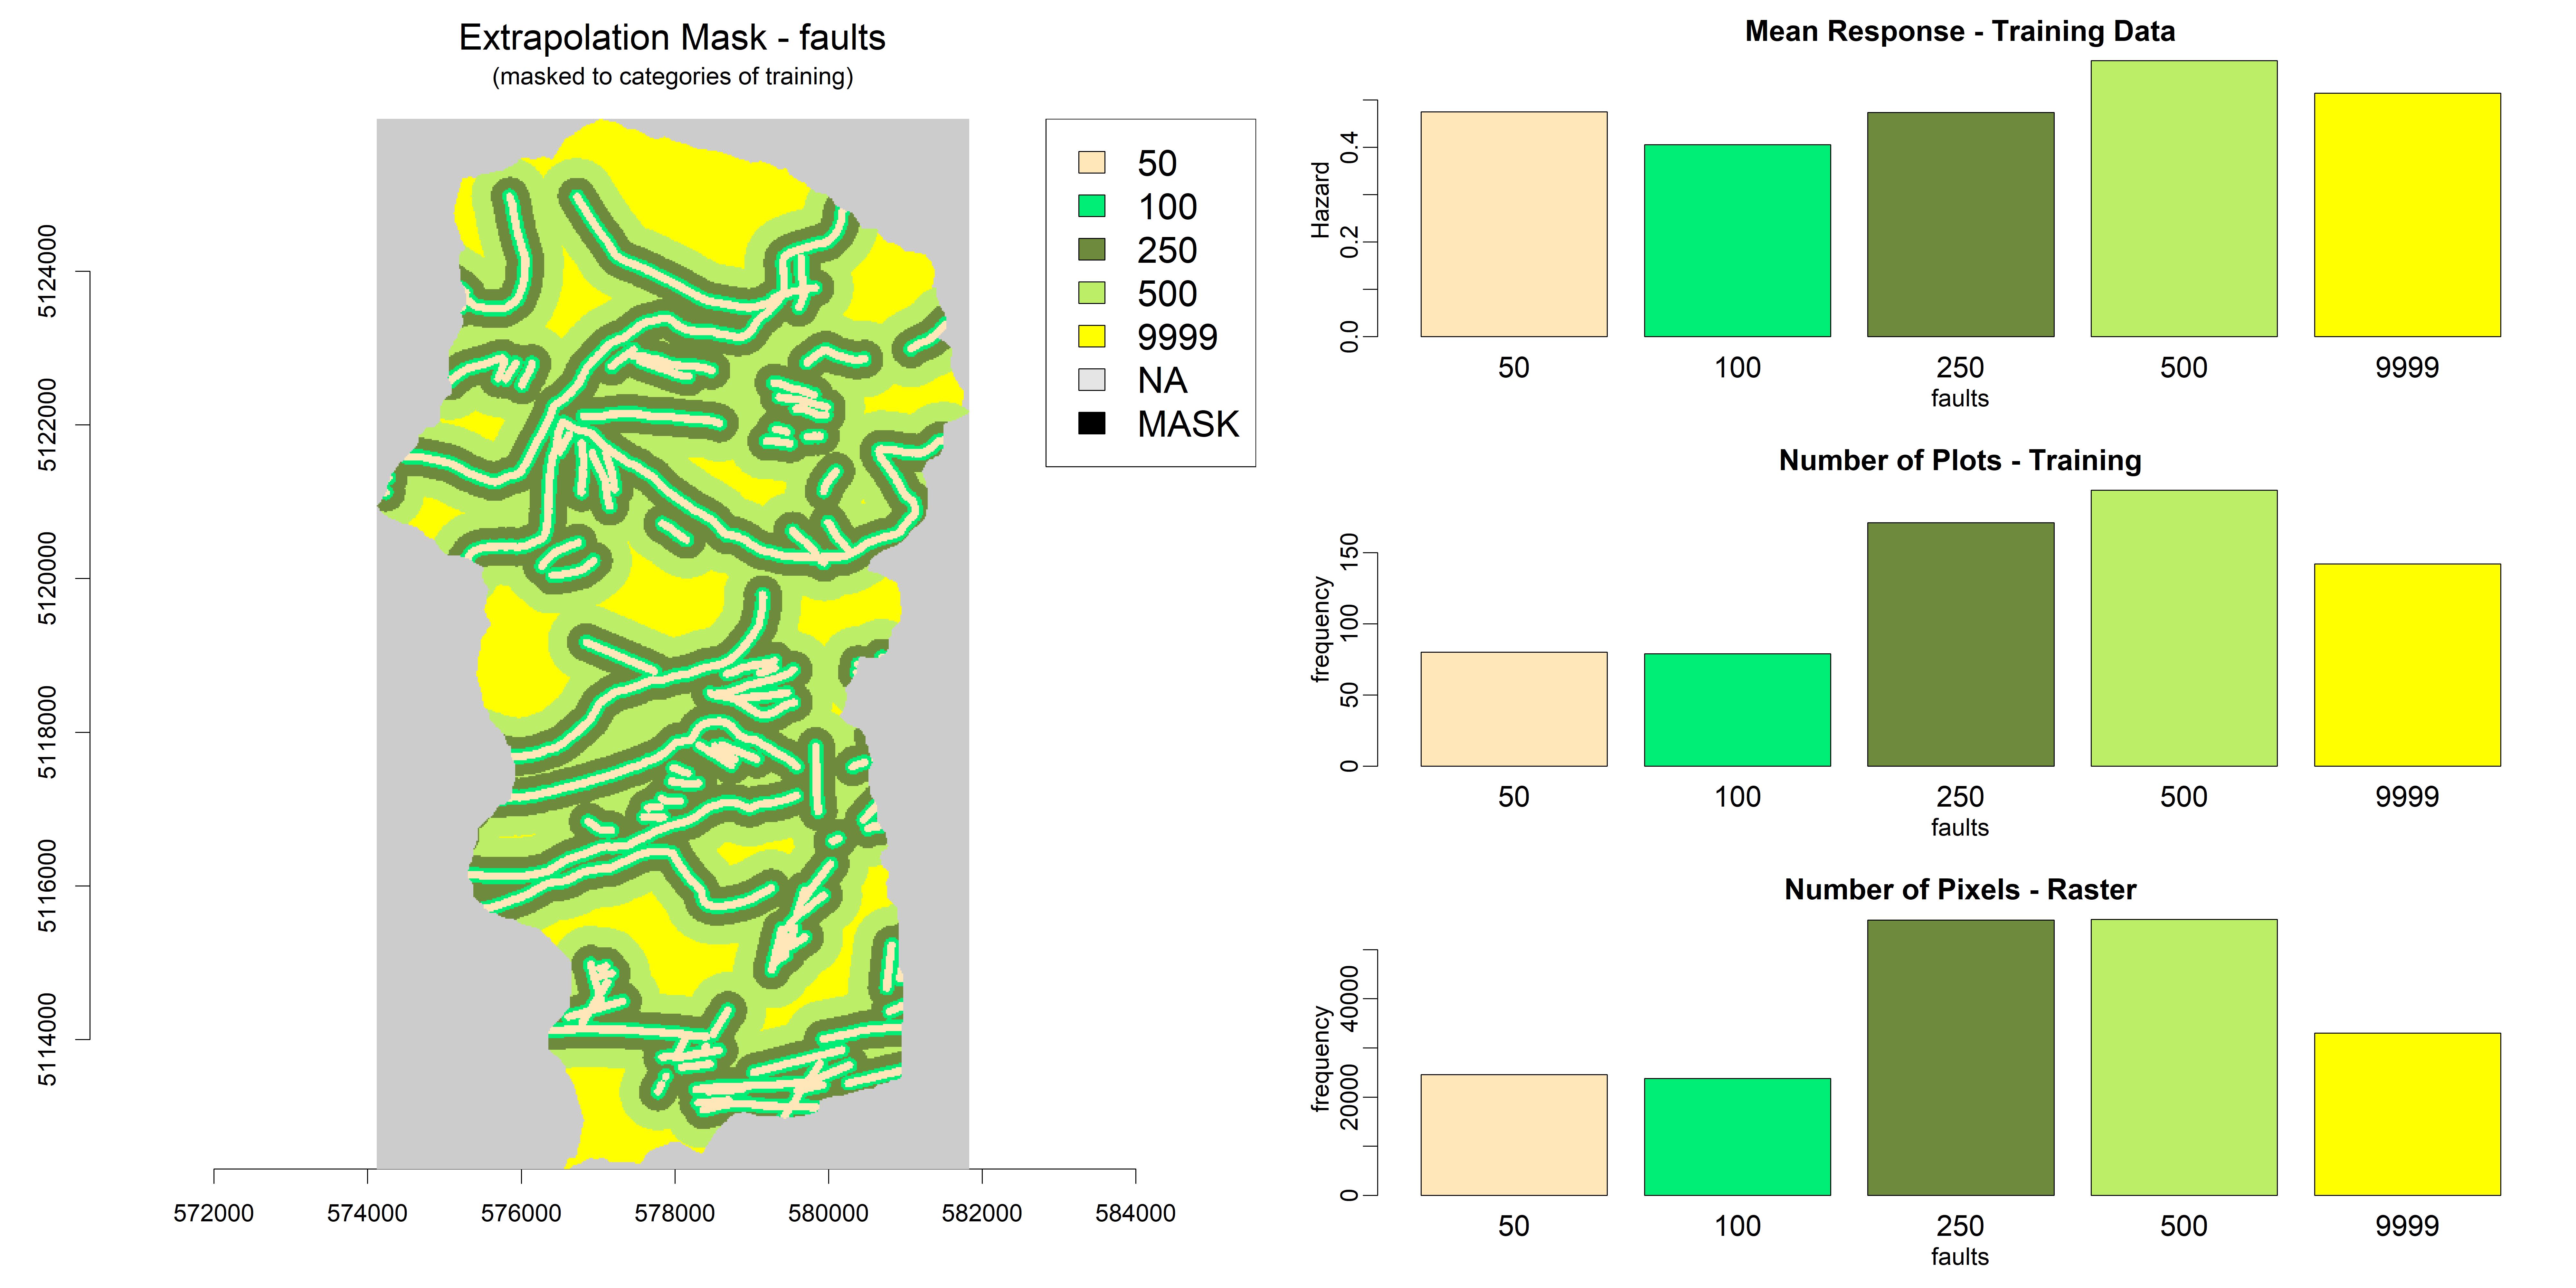 Extrapolation Mask - faults
(masked to categories of training)
5124000
5122000
5120000
5118000
5116000
5114000
572000 574000 576000 578000 580000 582000 584000
50
100
250
500
9999
NA
MASK
Mean Response - Training Data
Hazard
0.4
0.2
0.0
50 100 250 500 9999
faults
Number of Plots - Training
frequency
150
100
50
0
50 100 250 500 9999
faults
Number of Pixels - Raster
frequency
40000
20000
0
50 100 250 500 9999
faults